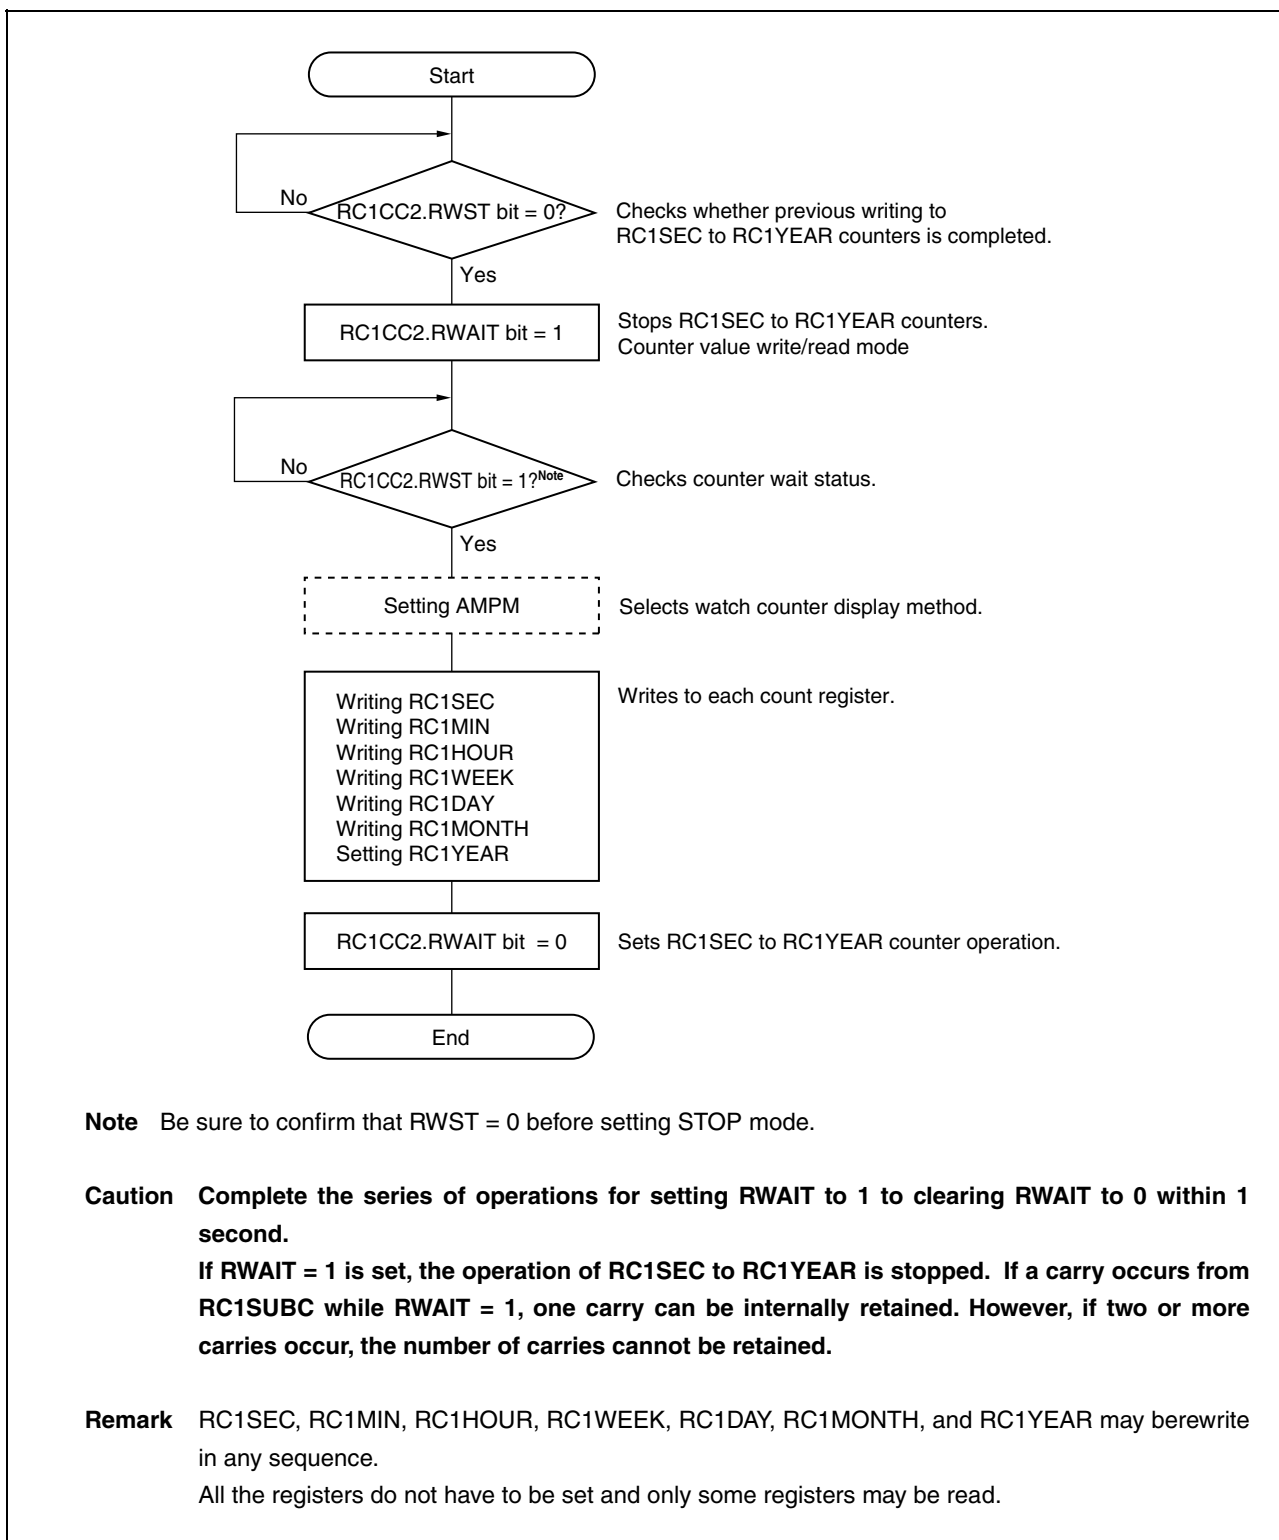 Start
No
RC1CC2.RWST bit = 0?
Checks whether previous writing to
RC1SEC to RC1YEAR counters is completed.
Yes
RC1CC2.RWAIT bit = 1
Stops RC1SEC to RC1YEAR counters.
Counter value write/read mode
No
RC1CC2.RWST bit = 1?Note
Checks counter wait status.
Yes
Setting AMPM
Selects watch counter display method.
Writing RC1SEC
Writing RC1MIN
Writing RC1HOUR
Writing RC1WEEK
Writing RC1DAY
Writing RC1MONTH
Setting RC1YEAR
Writes to each count register.
RC1CC2.RWAIT bit = 0
Sets RC1SEC to RC1YEAR counter operation.
End
Note Be sure to confirm that RWST = 0 before setting STOP mode.
Caution Complete the series of operations for setting RWAIT to 1 to clearing RWAIT to 0 within 1
second.
If RWAIT = 1 is set, the operation of RC1SEC to RC1YEAR is stopped. If a carry occurs from
RC1SUBC while RWAIT = 1, one carry can be internally retained. However, if two or more
carries occur, the number of carries cannot be retained.
Remark RC1SEC, RC1MIN, RC1HOUR, RC1WEEK, RC1DAY, RC1MONTH, and RC1YEAR may berewrite
in any sequence.
All the registers do not have to be set and only some registers may be read.